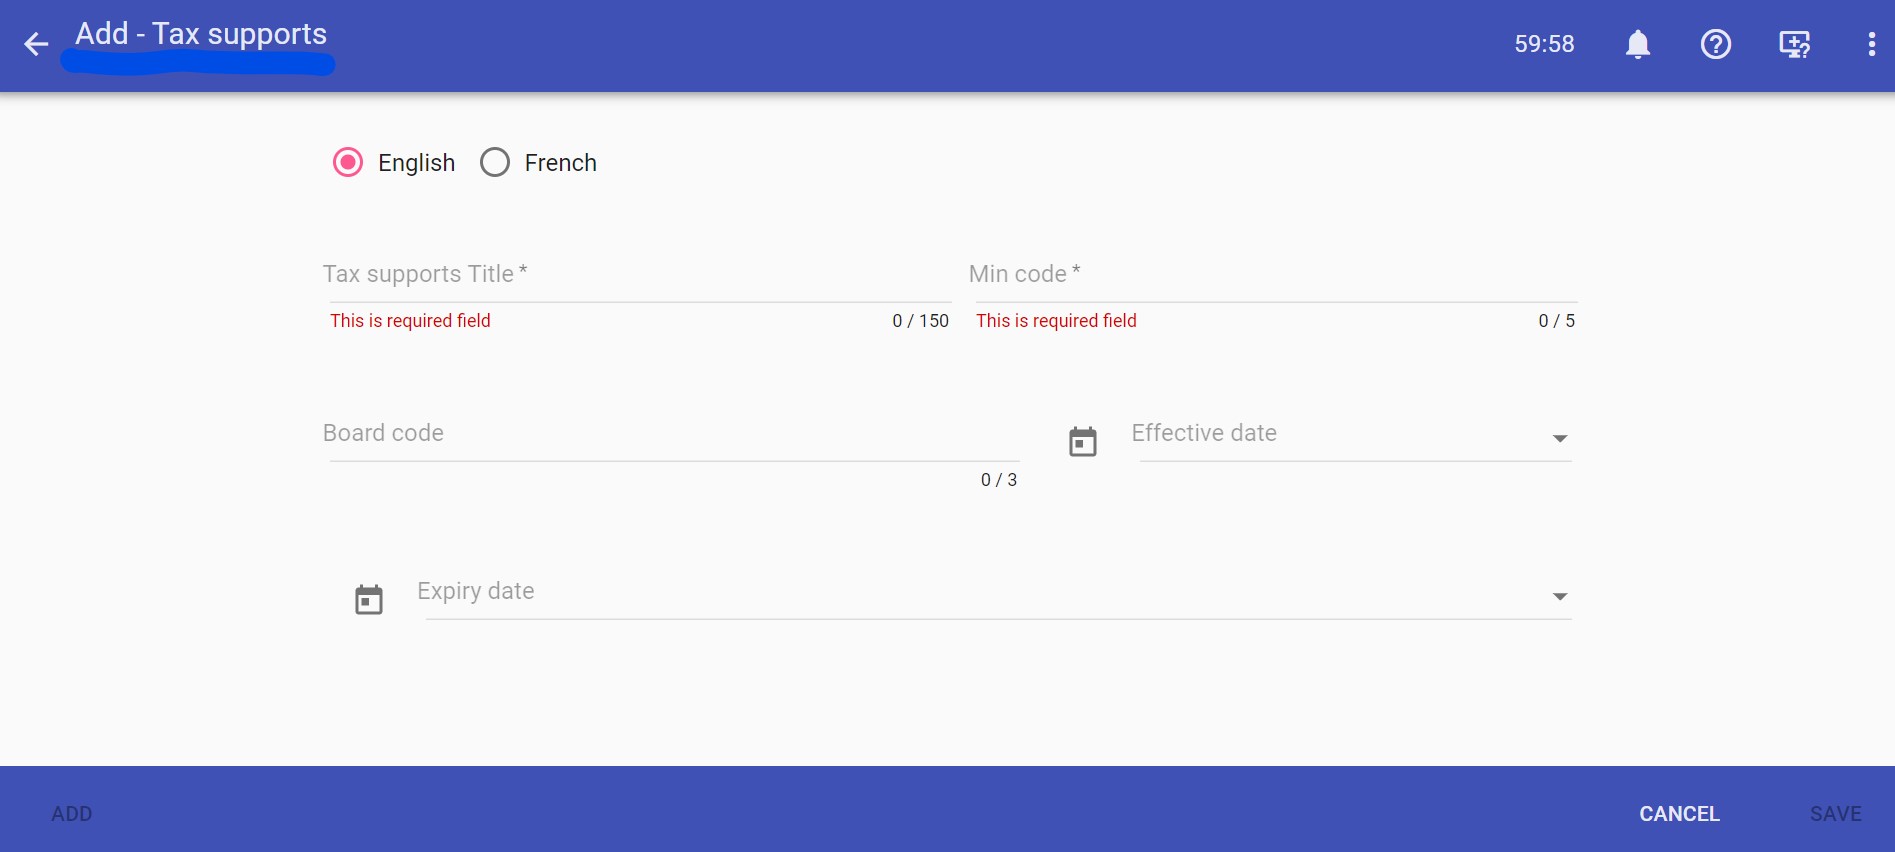 Add - Tax supports
59:58
English French
Tax supports Title * Min code *
This is required field 0 / 150 This is required field 0 / 5
Board code Effective date
0 / 3
Expiry date
ADD CANCEL SAVE